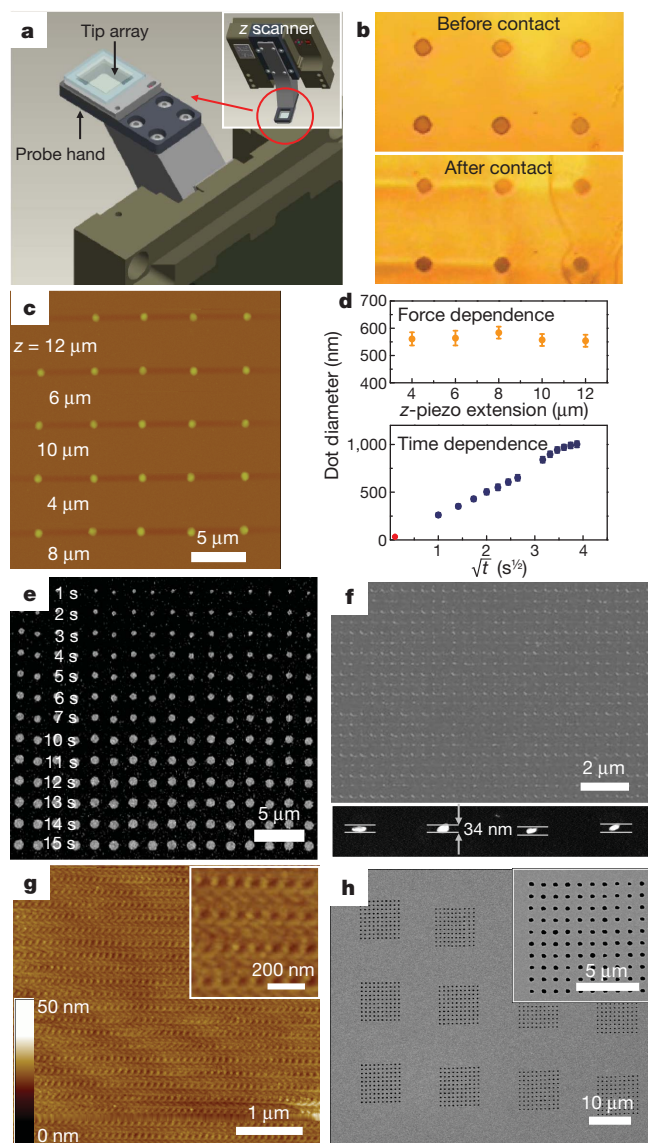 a
Tip array
Probe hand
z scanner
b
Before contact
After contact
c
z = 12 μm
6 μm
10 μm
4 μm
8 μm
5 μm
d
Dot diameter (nm)
700
600
500
400
Force dependence
4 6 8 10 12
z-piezo extension (μm)
1,000
500
0
Time dependence
1 2 3 4
√t (s½)
e
1 s
2 s
3 s
4 s
5 s
6 s
7 s
10 s
11 s
12 s
13 s
14 s
15 s
5 μm
f
2 μm
34 nm
g
200 nm
50 nm
0 nm
1 μm
h
5 μm
10 μm